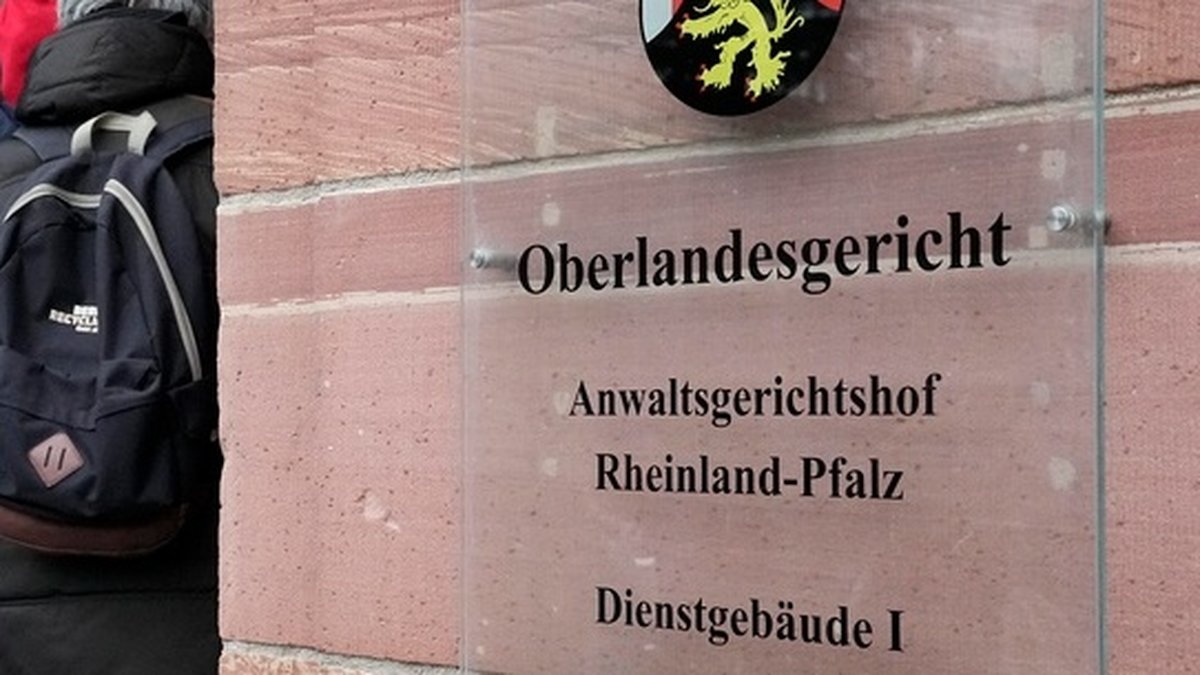 Oberlandesgericht
Anwaltsgerichtshof
Rheinland-Pfalz
Dienstgebäude I